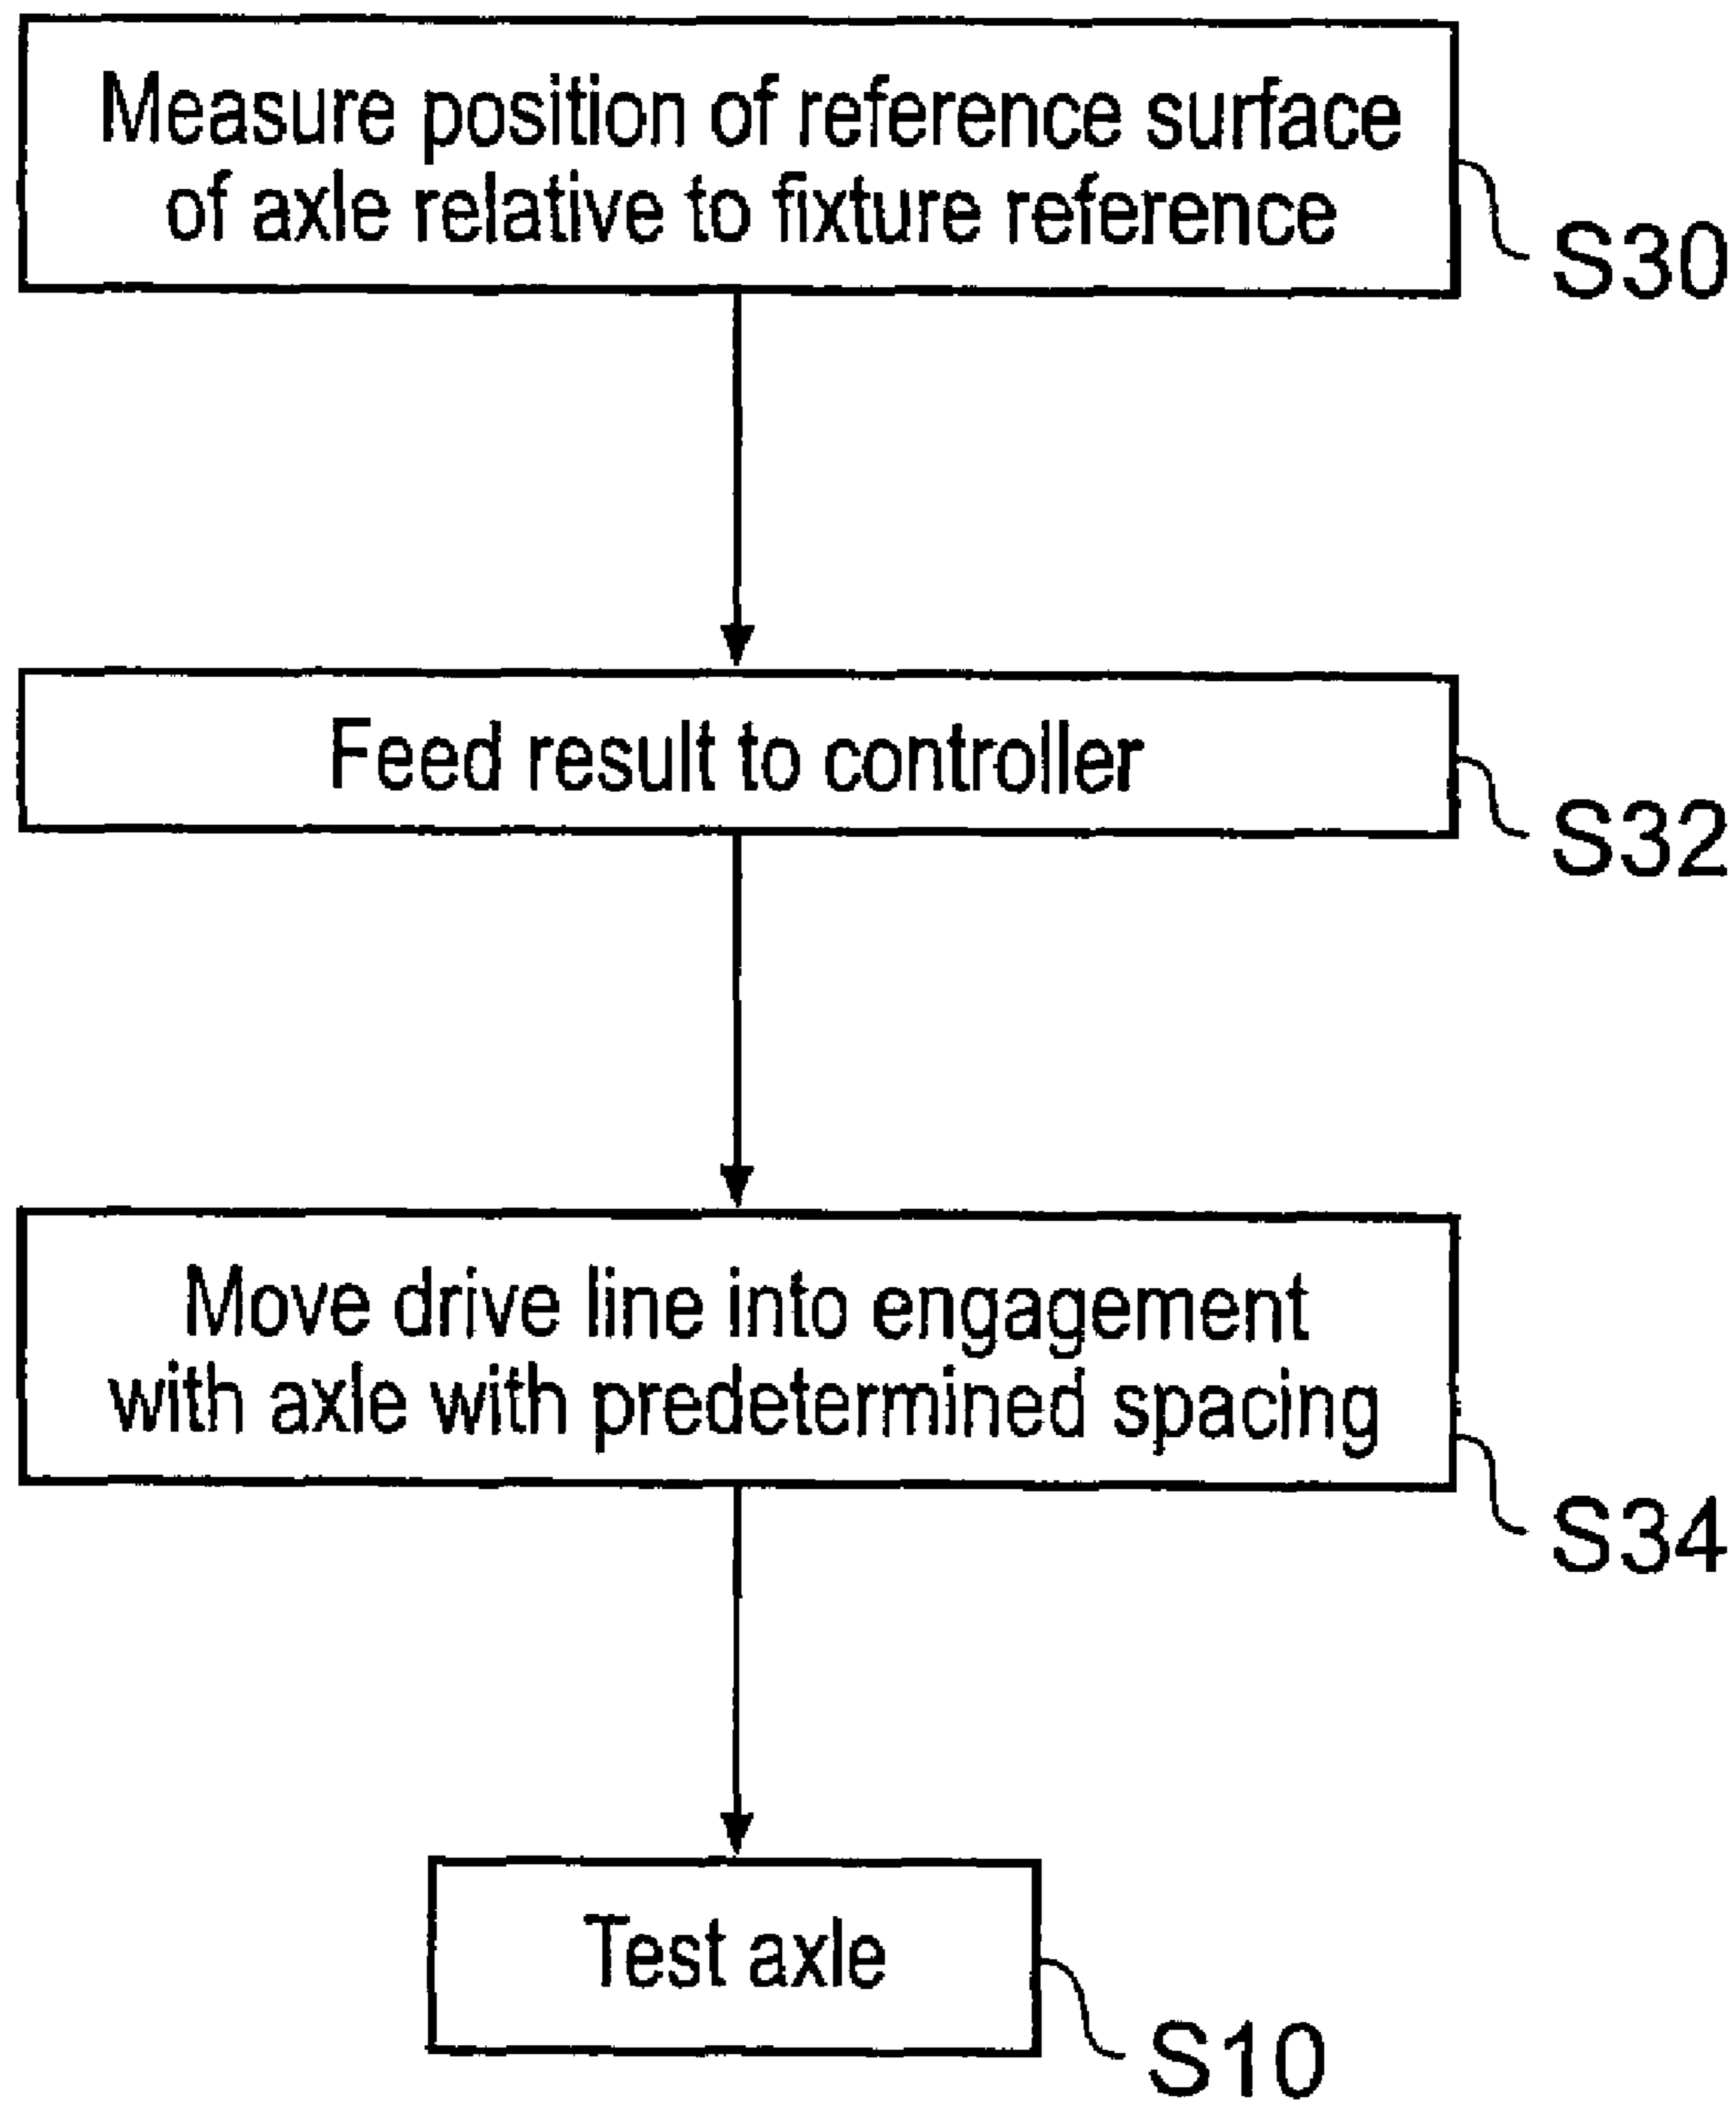 Measure position of reference surface
of axle relative to fixture reference
S30
Feed result to controller
S32
Move drive line into engagement
with axle with predetermined spacing
S34
Test axle
S10